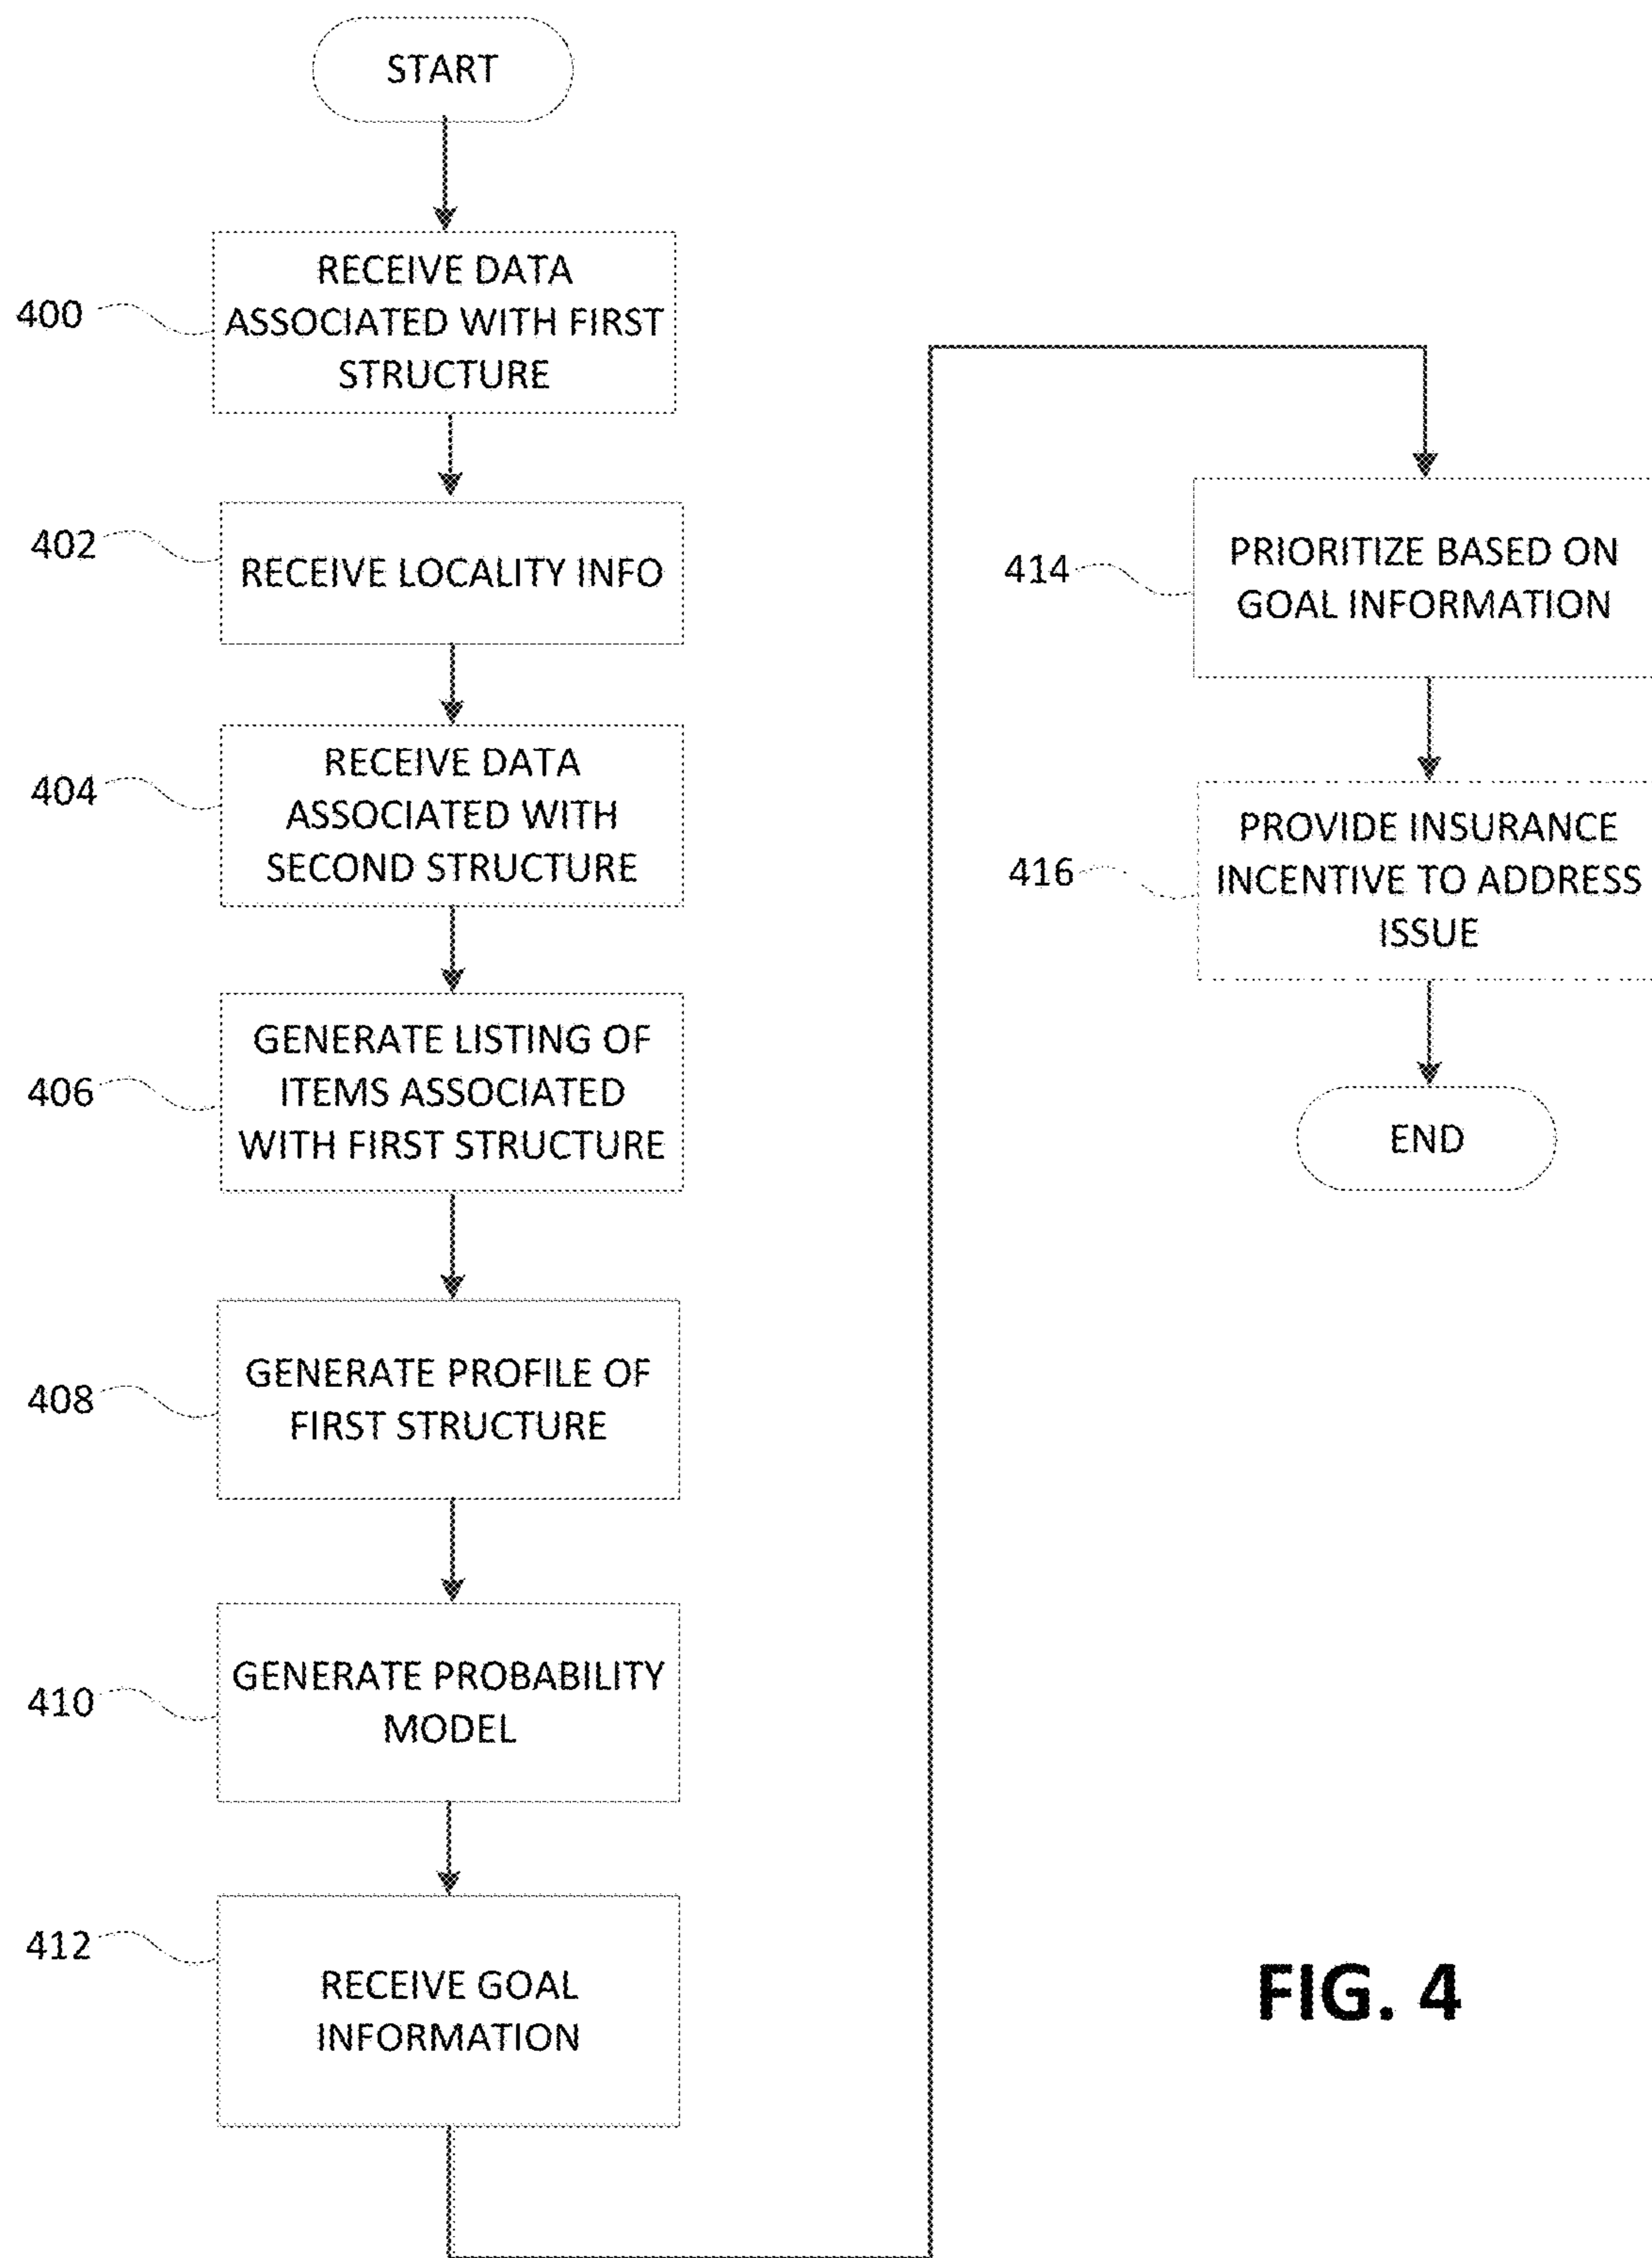 START
400
RECEIVE DATA
ASSOCIATED WITH FIRST
STRUCTURE
402
RECEIVE LOCALITY INFO
404
RECEIVE DATA
ASSOCIATED WITH
SECOND STRUCTURE
406
GENERATE LISTING OF
ITEMS ASSOCIATED
WITH FIRST STRUCTURE
408
GENERATE PROFILE OF
FIRST STRUCTURE
410
GENERATE PROBABILITY
MODEL
412
RECEIVE GOAL
INFORMATION
414
PRIORITIZE BASED ON
GOAL INFORMATION
416
PROVIDE INSURANCE
INCENTIVE TO ADDRESS
ISSUE
END
FIG. 4